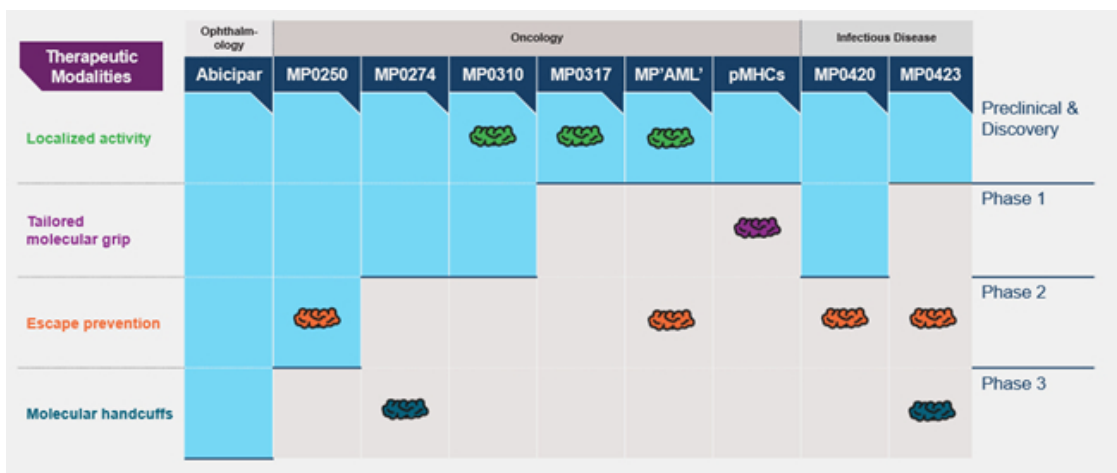 Ophthalm-
ology
Oncology
Infectious Disease
Therapeutic
Modalities
Abicipar
MP0250
MP0274
MP0310
MP0317
MP’AML’
pMHCs
MP0420
MP0423
Preclinical &
Discovery
Localized activity
Phase 1
Tailored
molecular grip
Phase 2
Escape prevention
Phase 3
Molecular handcuffs